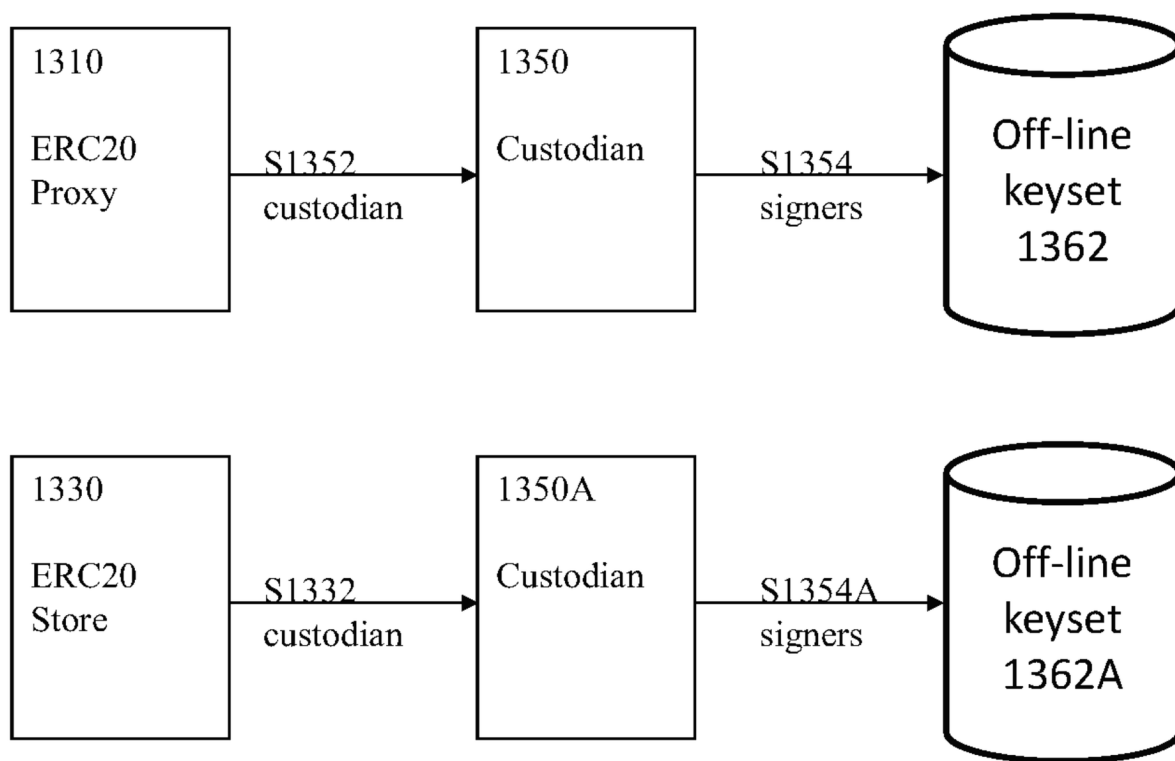 1310
ERC20
Proxy
S1352
custodian
1350
Custodian
S1354
signers
Off-line
keyset
1362
1330
ERC20
Store
S1332
custodian
1350A
Custodian
S1354A
signers
Off-line
keyset
1362A